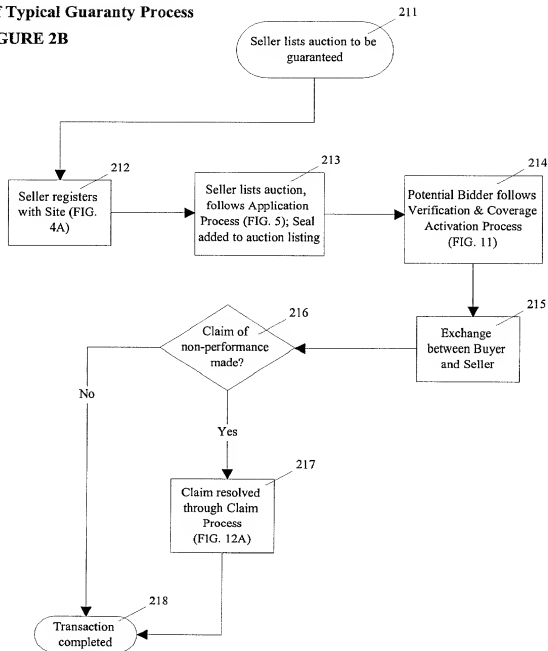 f Typical Guaranty Process
GURE 2B
211
Seller lists auction to be
guaranteed
212
Seller registers
with Site (FIG.
4A)
213
Seller lists auction,
follows Application
Process (FIG. 5); Seal
added to auction listing
214
Potential Bidder follows
Verification & Coverage
Activation Process
(FIG. 11)
215
Exchange
between Buyer
and Seller
216
Claim of
non-performance
made?
No
Yes
217
Claim resolved
through Claim
Process
(FIG. 12A)
218
Transaction
completed